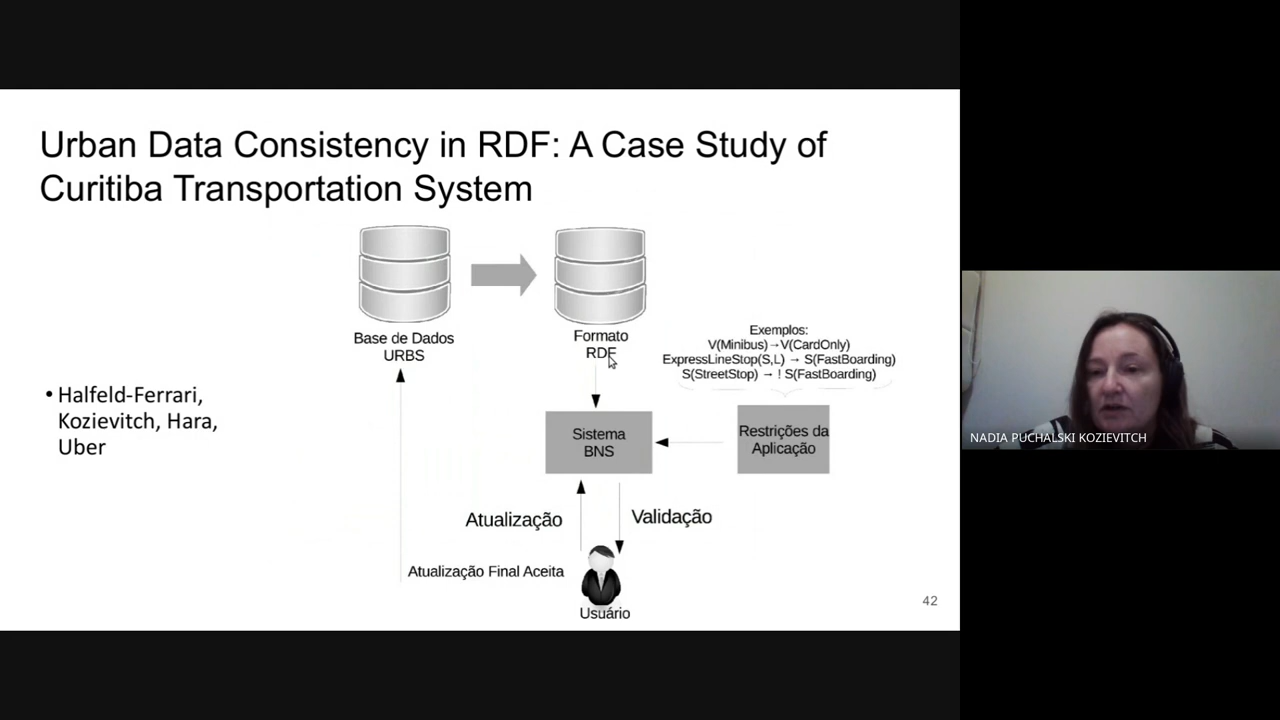 Urban Data Consistency in RDF: A Case Study of
Curitiba Transportation System
Base de Dados
URBS
Formato
RDF
Exemplos:
V(Minibus)→V(CardOnly)
ExpressLineStop(S,L) → S(FastBoarding)
S(StreetStop) → ! S(FastBoarding)
• Halfeld-Ferrari,
Kozievitch, Hara,
Uber
Sistema
BNS
Restrições da
Aplicação
Atualização
Validação
Atualização Final Aceita
Usuário
42
NADIA PUCHALSKI KOZIEVITCH